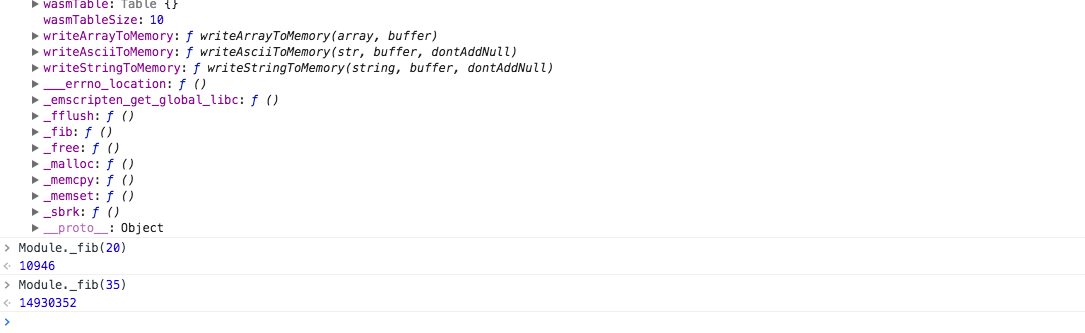 ▶ wasmTable: Table {}
wasmTableSize: 10
▶ writeArrayToMemory: ƒ writeArrayToMemory(array, buffer)
▶ writeAsciiToMemory: ƒ writeAsciiToMemory(str, buffer, dontAddNull)
▶ writeStringToMemory: ƒ writeStringToMemory(string, buffer, dontAddNull)
▶ ___errno_location: ƒ ()
▶ _emscripten_get_global_libc: ƒ ()
▶ _fflush: ƒ ()
▶ _fib: ƒ ()
▶ _free: ƒ ()
▶ _malloc: ƒ ()
▶ _memcpy: ƒ ()
▶ _memset: ƒ ()
▶ _sbrk: ƒ ()
▶ __proto__: Object
> Module._fib(20)
<· 10946
> Module._fib(35)
<· 14930352
>